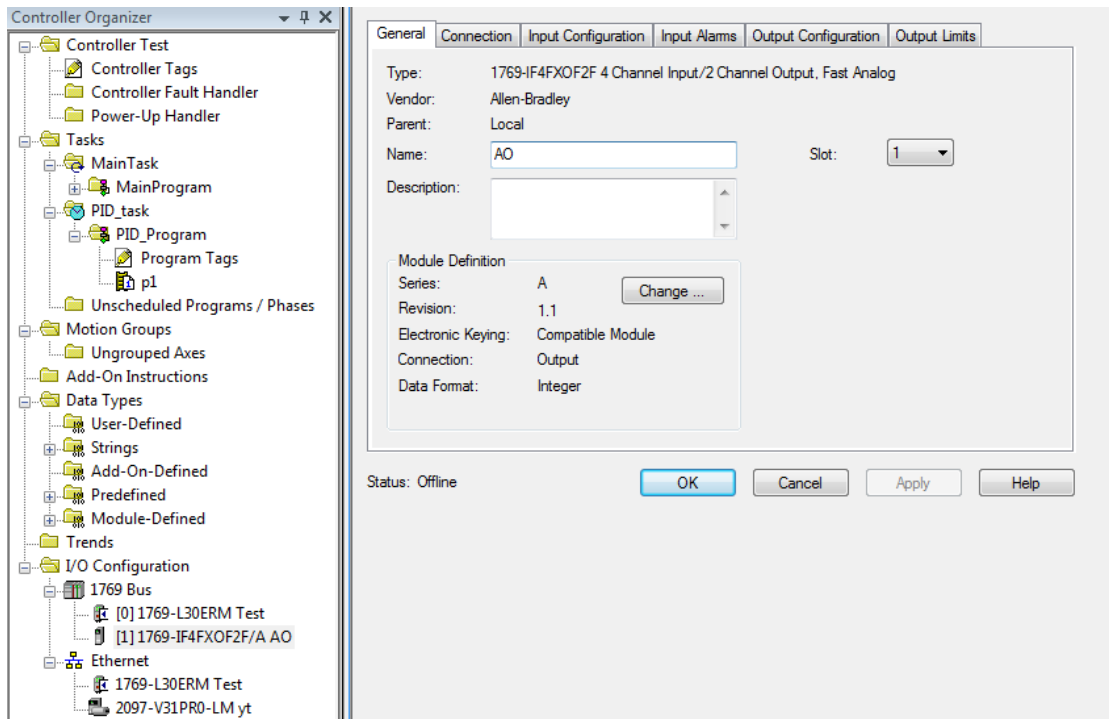 Controller Organizer
Controller Test
Controller Tags
Controller Fault Handler
Power-Up Handler
Tasks
MainTask
MainProgram
PID_task
PID_Program
Program Tags
p1
Unscheduled Programs / Phases
Motion Groups
Ungrouped Axes
Add-On Instructions
Data Types
User-Defined
Strings
Add-On-Defined
Predefined
Module-Defined
Trends
I/O Configuration
1769 Bus
[0] 1769-L30ERM Test
[1] 1769-IF4FXOF2F/A AO
Ethernet
1769-L30ERM Test
2097-V31PR0-LM yt
General Connection Input Configuration Input Alarms Output Configuration Output Limits
Type: 1769-IF4FXOF2F 4 Channel Input/2 Channel Output, Fast Analog
Vendor: Allen-Bradley
Parent: Local
Name: AO Slot: 1
Description:
Module Definition
Series: A Change ...
Revision: 1.1
Electronic Keying: Compatible Module
Connection: Output
Data Format: Integer
Status: Offline OK Cancel Apply Help